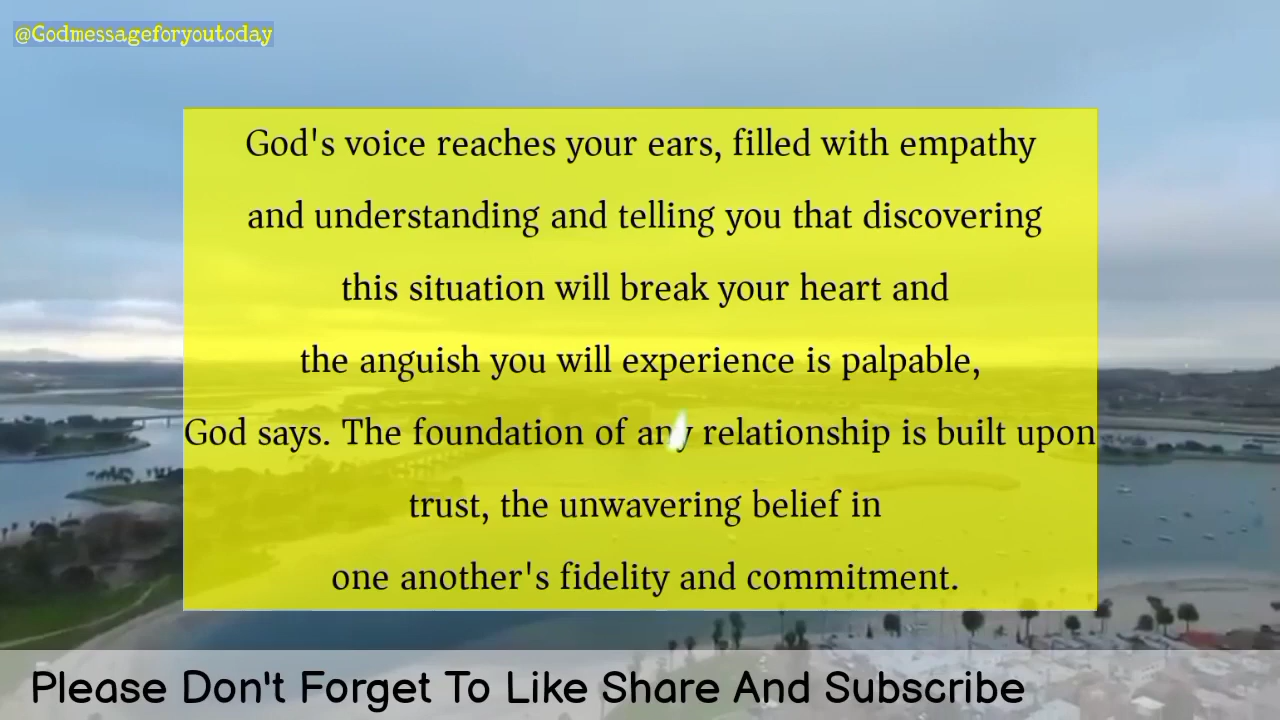 @Godmessageforyoutoday
God's voice reaches your ears, filled with empathy
and understanding and telling you that discovering
this situation will break your heart and
the anguish you will experience is palpable,
God says. The foundation of any relationship is built upon
trust, the unwavering belief in
one another's fidelity and commitment.
Please Don't Forget To Like Share And Subscribe